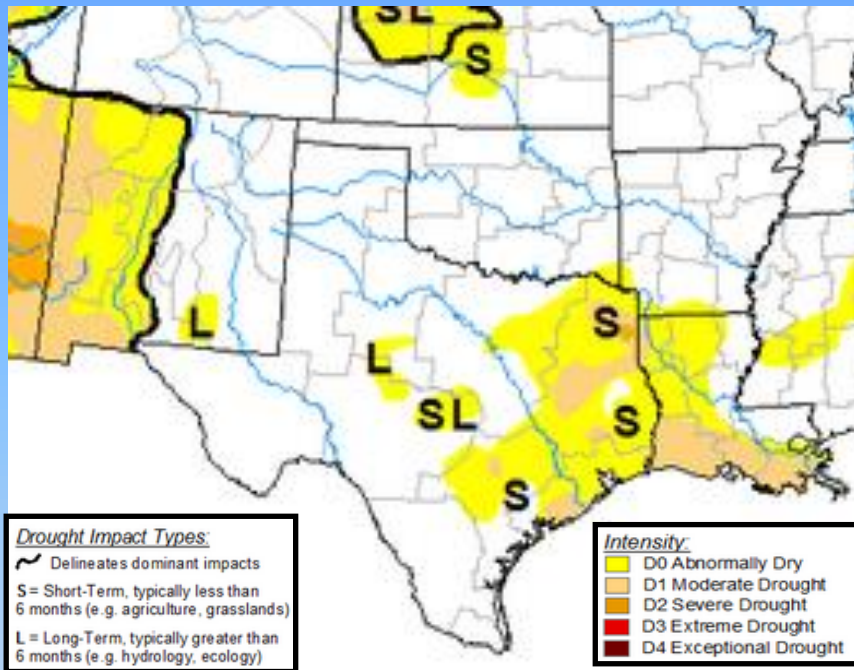 SL
S
L
L
S L
S
S
S
Drought Impact Types:
Delineates dominant impacts
S = Short-Term, typically less than
6 months (e.g. agriculture, grasslands)
L = Long-Term, typically greater than
6 months (e.g. hydrology, ecology)
Intensity:
D0 Abnormally Dry
D1 Moderate Drought
D2 Severe Drought
D3 Extreme Drought
D4 Exceptional Drought